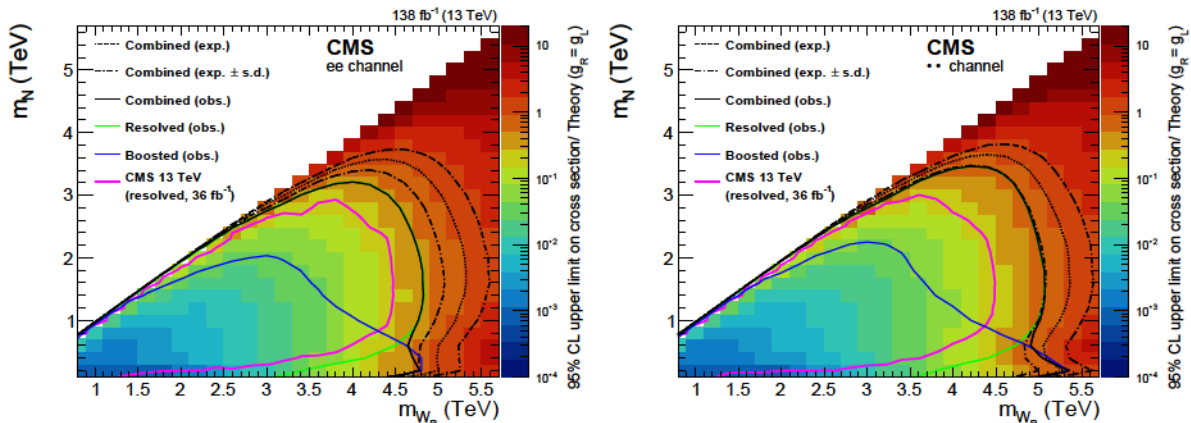 138 fb⁻¹ (13 TeV)
CMS
ee channel
Combined (exp.)
Combined (exp. ± s.d.)
Combined (obs.)
Resolved (obs.)
Boosted (obs.)
CMS 13 TeV
(resolved, 36 fb⁻¹)
m_N (TeV)
5
4
3
2
1
1 1.5 2 2.5 3 3.5 4 4.5 5 5.5
m_W_R (TeV)
10
1
10⁻¹
10⁻²
10⁻³
10⁻⁴
95% CL upper limit on cross section/ Theory (g_R = g_L)
138 fb⁻¹ (13 TeV)
CMS
•• channel
Combined (exp.)
Combined (exp. ± s.d.)
Combined (obs.)
Resolved (obs.)
Boosted (obs.)
CMS 13 TeV
(resolved, 36 fb⁻¹)
m_N (TeV)
5
4
3
2
1
1 1.5 2 2.5 3 3.5 4 4.5 5 5.5
m_W_R (TeV)
10
1
10⁻¹
10⁻²
10⁻³
10⁻⁴
95% CL upper limit on cross section/ Theory (g_R = g_L)